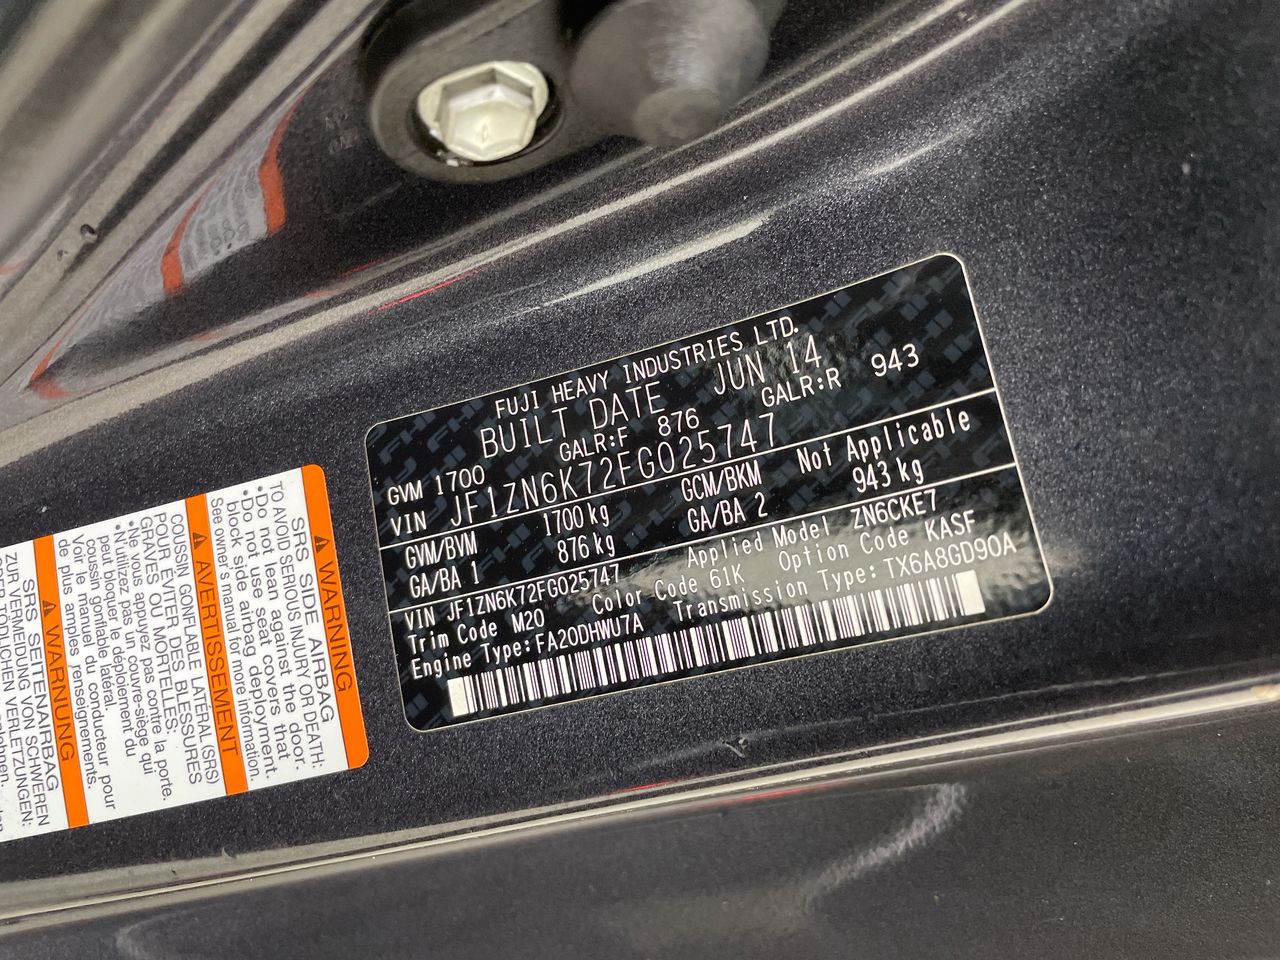 FUJI HEAVY INDUSTRIES LTD.
BUILT DATE JUN 14
GVM 1700 GALR:F 876 GALR:R 943
VIN JF1ZN6K72FG025747
GVM/BVM 1700 kg GCM/BKM Not Applicable
GA/BA 1 876 kg GA/BA 2 943 kg
VIN JF1ZN6K72FG025747 Applied Model ZN6CKE7
Trim Code M20 Color Code 61K Option Code KASF
Engine Type:FA20DHWU7A Transmission Type:TX6A8GD90A
WARNING
SRS SIDE AIRBAG
TO AVOID SERIOUS INJURY OR DEATH:
•Do not lean against the door.
•Do not use seat covers that
block side airbag deployment.
See owner's manual for more information.
AVERTISSEMENT
COUSSIN GONFLABLE LATÉRAL (SRS)
POUR EVITER DES BLESSURES
GRAVES OU MORTELLES:
•Ne vous appuyez pas contre la porte.
•N'utilizez pas un couvre-siège qui
peut bloquer le déploiement du
coussin gonflable latéral.
Lire le manuel du conducteur pour
de plus amples renseignements.
WARNUNG
SRS SEITENAIRBAG
ZUR VERMEIDUNG VON SCHWEREN
ODER TÖDLICHEN VERLETZUNGEN: